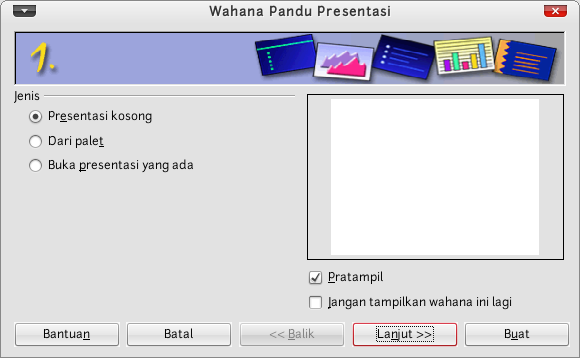 Wahana Pandu Presentasi
1.
Jenis
Presentasi kosong
Dari palet
Buka presentasi yang ada
Pratampil
Jangan tampilkan wahana ini lagi
Bantuan
Batal
<< Balik
Lanjut >>
Buat